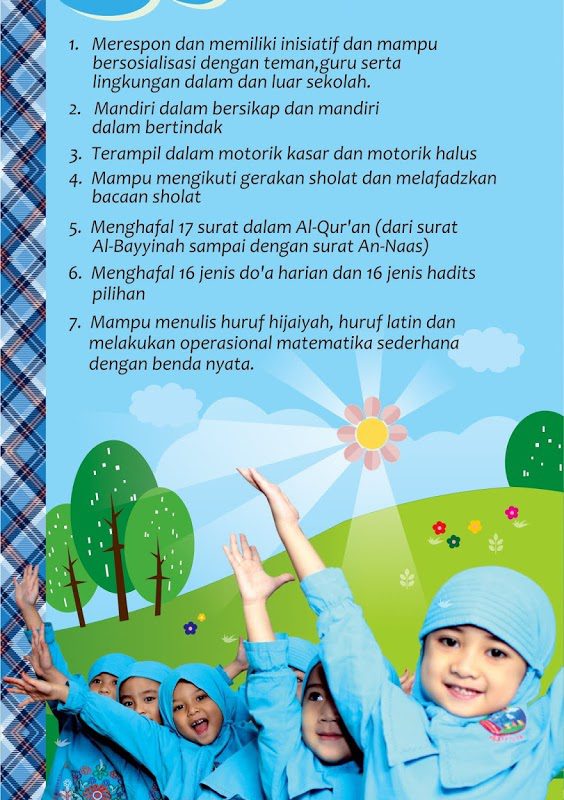 1. Merespon dan memiliki inisiatif dan mampu
bersosialisasi dengan teman,guru serta
lingkungan dalam dan luar sekolah.
2. Mandiri dalam bersikap dan mandiri
dalam bertindak
3. Terampil dalam motorik kasar dan motorik halus
4. Mampu mengikuti gerakan sholat dan melafadzkan
bacaan sholat
5. Menghafal 17 surat dalam Al-Qur'an (dari surat
Al-Bayyinah sampai dengan surat An-Naas)
6. Menghafal 16 jenis do'a harian dan 16 jenis hadits
pilihan
7. Mampu menulis huruf hijaiyah, huruf latin dan
melakukan operasional matematika sederhana
dengan benda nyata.